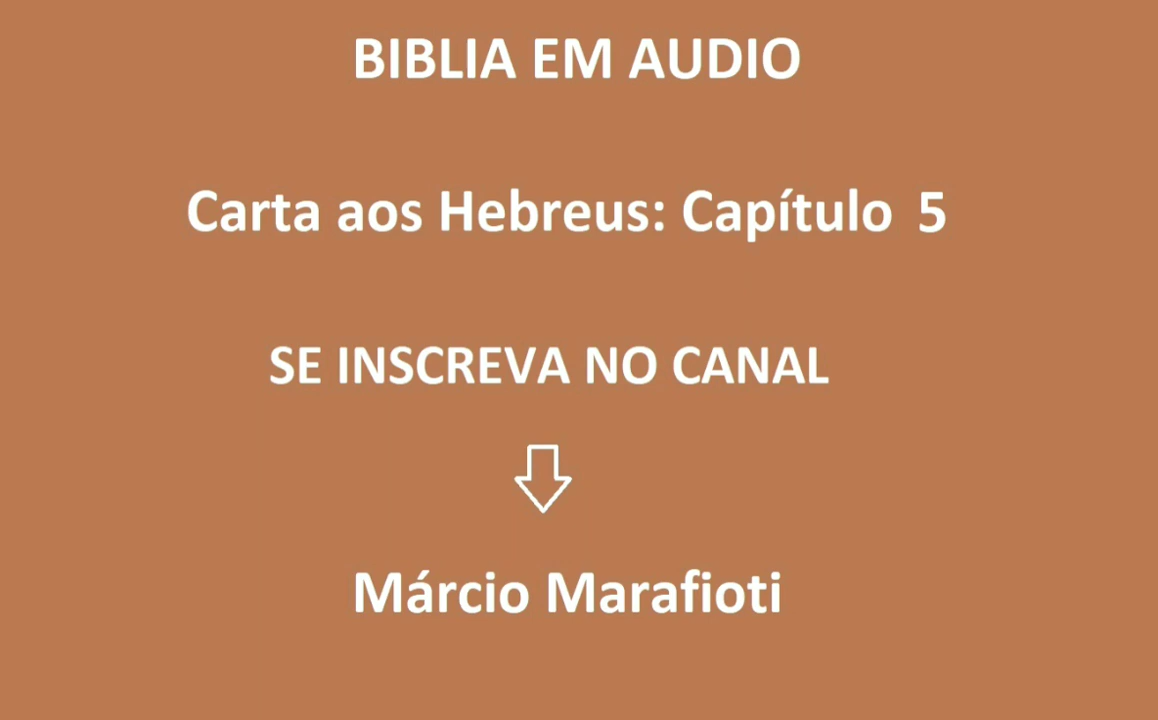 BIBLIA EM AUDIO
Carta aos Hebreus: Capítulo 5
SE INSCREVA NO CANAL
Márcio Marafioti